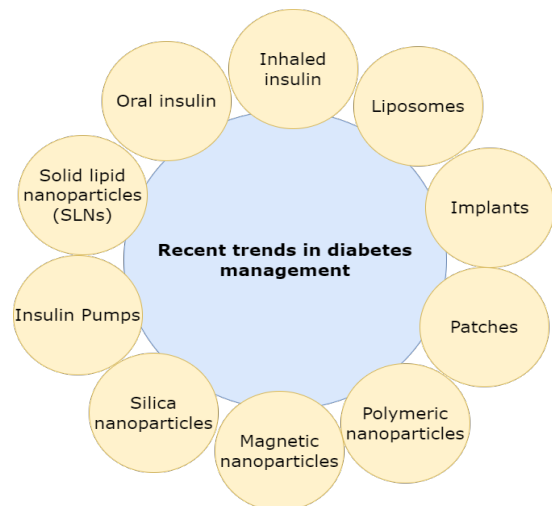 Inhaled
insulin
Liposomes
Implants
Patches
Polymeric
nanoparticles
Magnetic
nanoparticles
Silica
nanoparticles
Insulin Pumps
Solid lipid
nanoparticles
(SLNs)
Oral insulin
Recent trends in diabetes
management